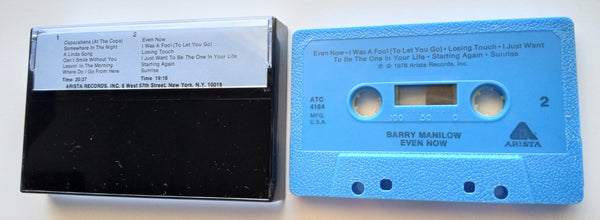 1
Copacabana (At The Copa)
Somewhere In The Night
A Linda Song
Can't Smile Without You
Leavin' In The Morning
Where Do I Go From Here
Time 20:37
2
Even Now
I Was A Fool (To Let You Go)
Losing Touch
I Just Want To Be The One In Your Life
Starting Again
Sunrise
Time 19:16
ARISTA RECORDS, INC. 6 West 57th Street, New York, N.Y. 10019
Even Now • I Was A Fool (To Let You Go) • Losing Touch • I Just Want
To Be The One In Your Life • Starting Again • Sunrise
℗ © 1978 Arista Records, Inc.
ATC
4164
MFG.
U.S.A.
2
100 50 0
BARRY MANILOW
EVEN NOW
ARISTA